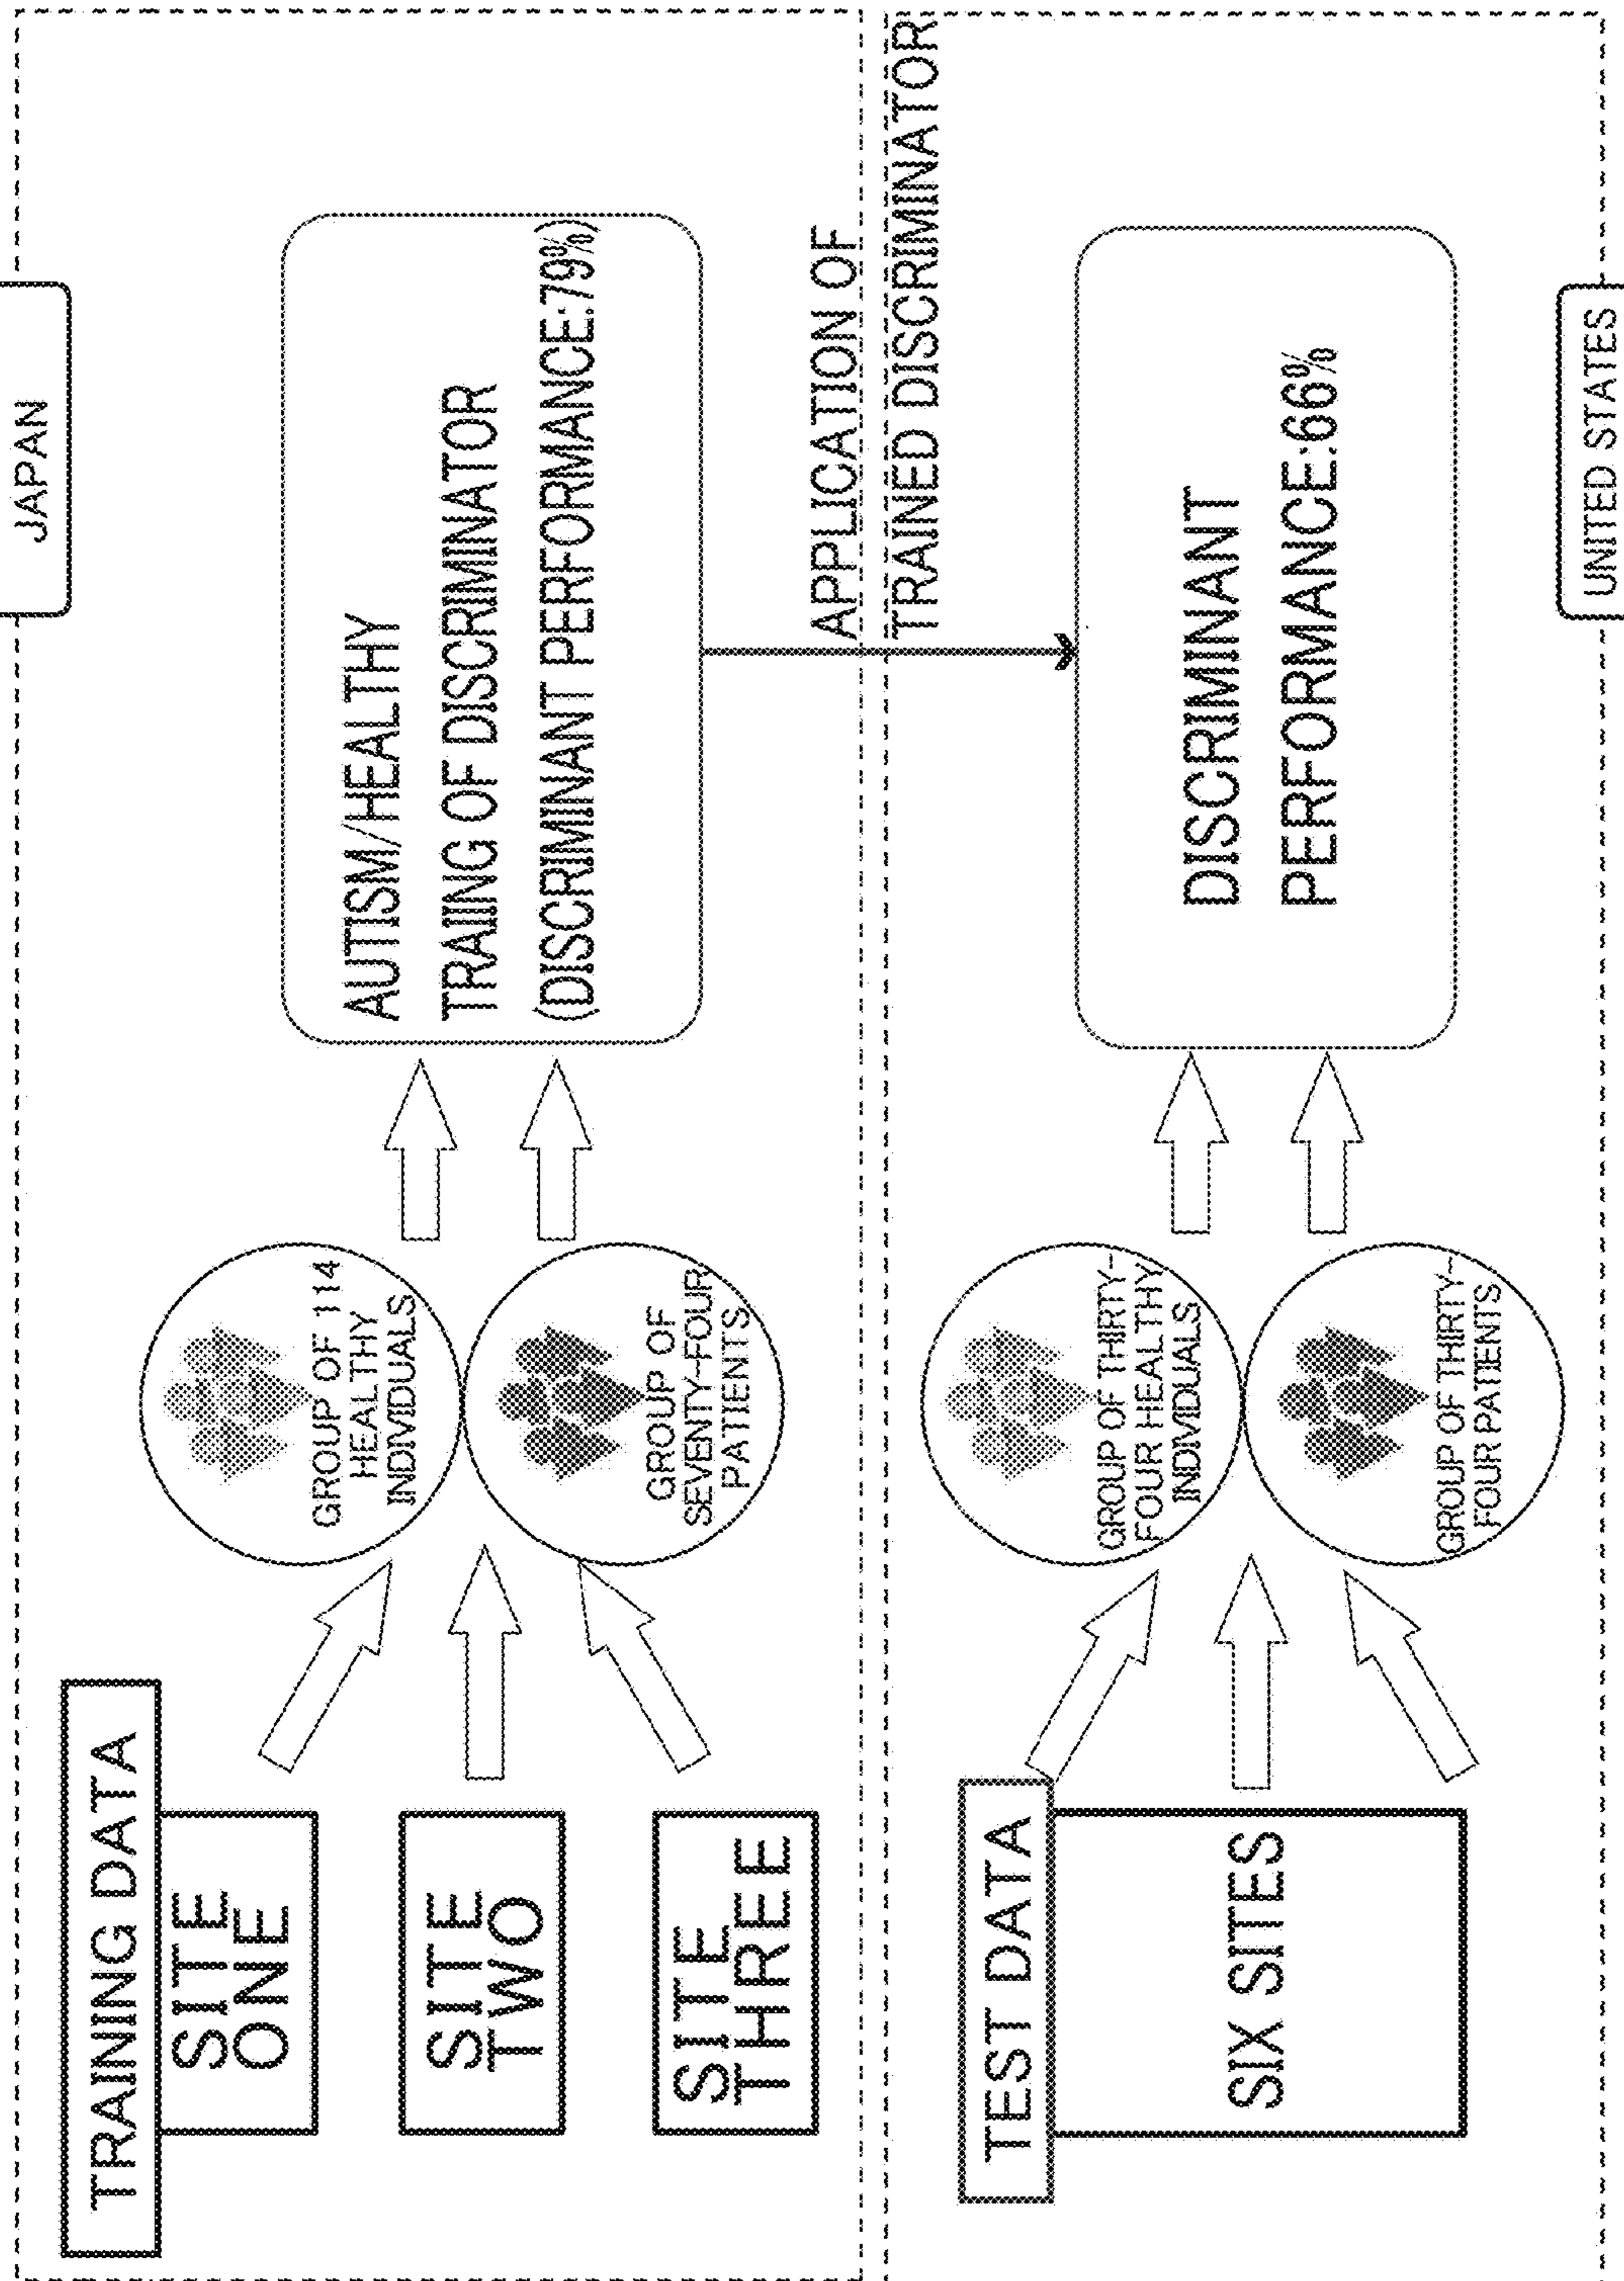 JAPAN
TRAINING DATA
SITE
ONE
SITE
TWO
SITE
THREE
GROUP OF 114
HEALTHY
INDIVIDUALS
GROUP OF
SEVENTY-FOUR
PATIENTS
AUTISM/HEALTHY
TRAIING OF DISCRIMINATOR
(DISCRIMINANT PERFORMANCE:79%)
APPLICATION OF
TRAINED DISCRIMINATOR
TEST DATA
SIX SITES
GROUP OF THIRTY-
FOUR HEALTHY
INDIVIDUALS
GROUP OF THIRTY-
FOUR PATIENTS
DISCRIMINANT
PERFORMANCE:66%
UNITED STATES